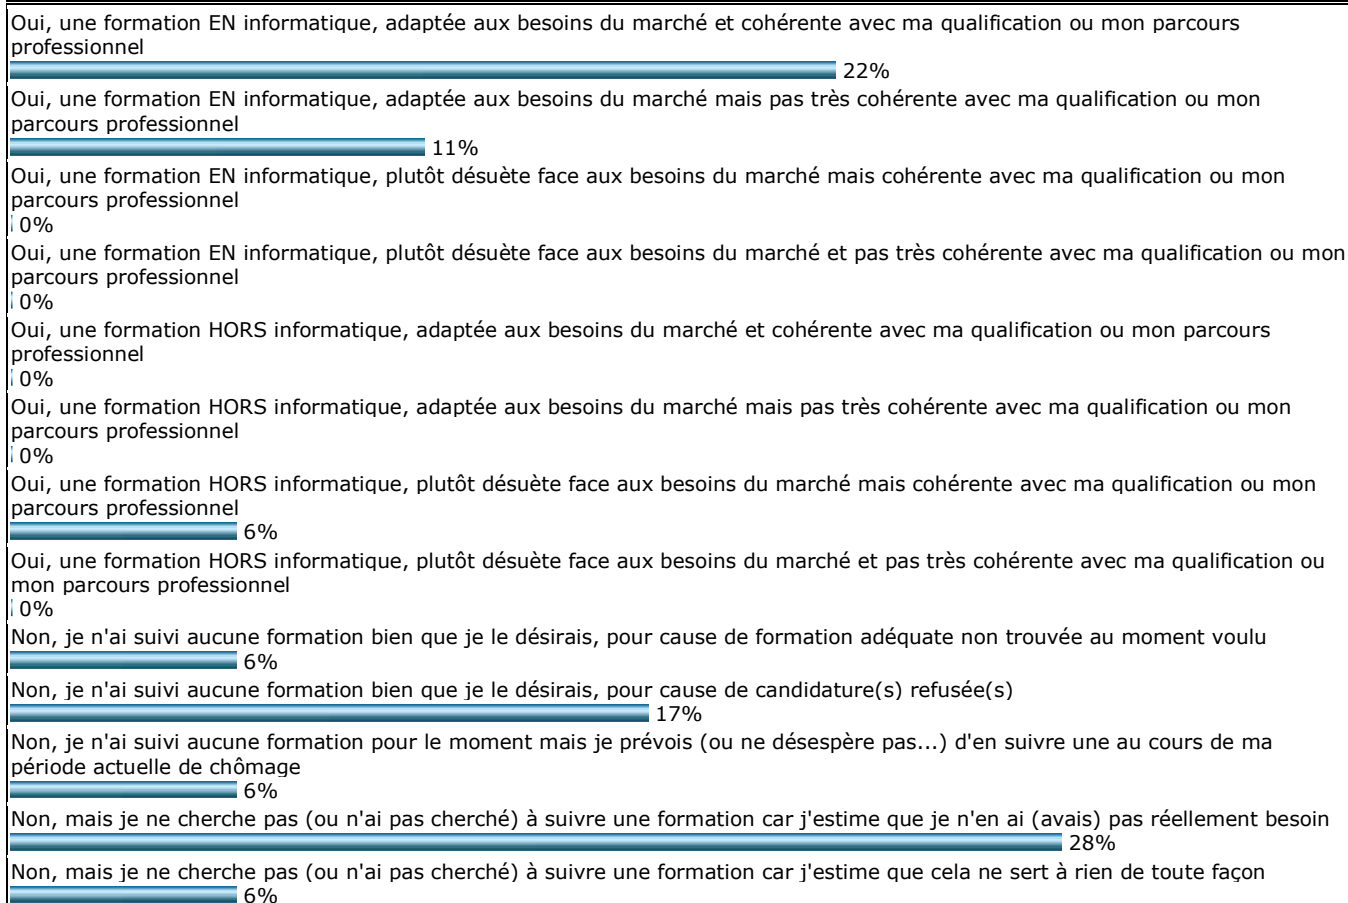 Oui, une formation EN informatique, adaptée aux besoins du marché et cohérente avec ma qualification ou mon parcours
professionnel
22%
Oui, une formation EN informatique, adaptée aux besoins du marché mais pas très cohérente avec ma qualification ou mon
parcours professionnel
11%
Oui, une formation EN informatique, plutôt désuète face aux besoins du marché mais cohérente avec ma qualification ou mon
parcours professionnel
0%
Oui, une formation EN informatique, plutôt désuète face aux besoins du marché et pas très cohérente avec ma qualification ou mon
parcours professionnel
0%
Oui, une formation HORS informatique, adaptée aux besoins du marché et cohérente avec ma qualification ou mon parcours
professionnel
0%
Oui, une formation HORS informatique, adaptée aux besoins du marché mais pas très cohérente avec ma qualification ou mon
parcours professionnel
0%
Oui, une formation HORS informatique, plutôt désuète face aux besoins du marché mais cohérente avec ma qualification ou mon
parcours professionnel
6%
Oui, une formation HORS informatique, plutôt désuète face aux besoins du marché et pas très cohérente avec ma qualification ou
mon parcours professionnel
0%
Non, je n'ai suivi aucune formation bien que je le désirais, pour cause de formation adéquate non trouvée au moment voulu
6%
Non, je n'ai suivi aucune formation bien que je le désirais, pour cause de candidature(s) refusée(s)
17%
Non, je n'ai suivi aucune formation pour le moment mais je prévois (ou ne désespère pas...) d'en suivre une au cours de ma
période actuelle de chômage
6%
Non, mais je ne cherche pas (ou n'ai pas cherché) à suivre une formation car j'estime que je n'en ai (avais) pas réellement besoin
28%
Non, mais je ne cherche pas (ou n'ai pas cherché) à suivre une formation car j'estime que cela ne sert à rien de toute façon
6%